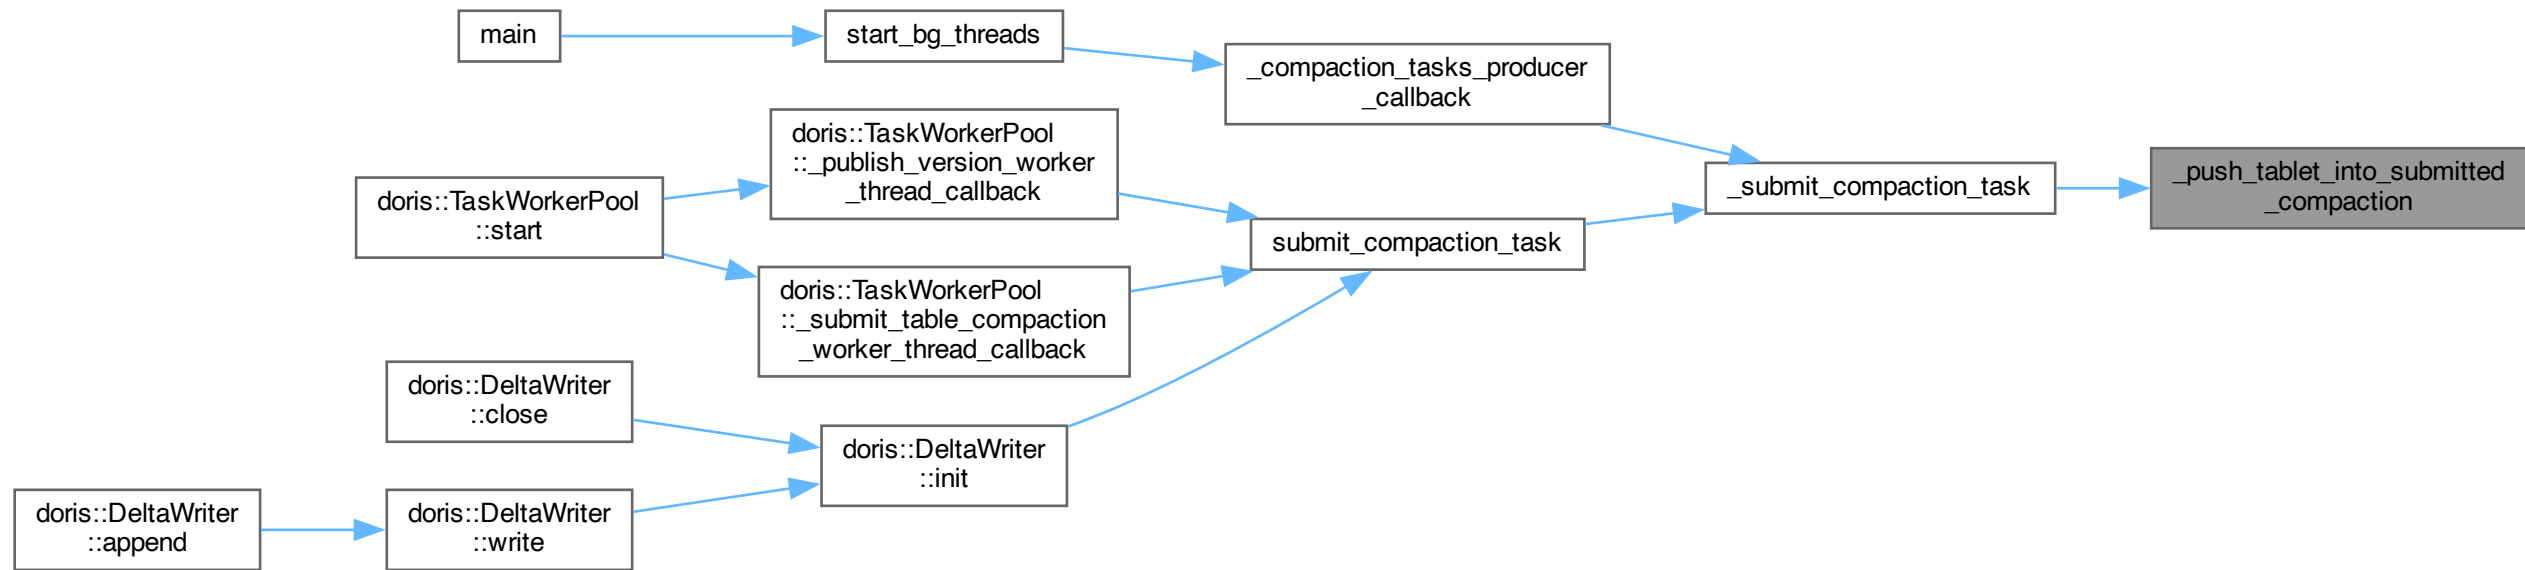 main
start_bg_threads
_compaction_tasks_producer
_callback
doris::TaskWorkerPool
::_publish_version_worker
_thread_callback
_push_tablet_into_submitted
_compaction
_submit_compaction_task
doris::TaskWorkerPool
::start
submit_compaction_task
doris::TaskWorkerPool
::_submit_table_compaction
_worker_thread_callback
doris::DeltaWriter
::close
doris::DeltaWriter
::init
doris::DeltaWriter
::append
doris::DeltaWriter
::write